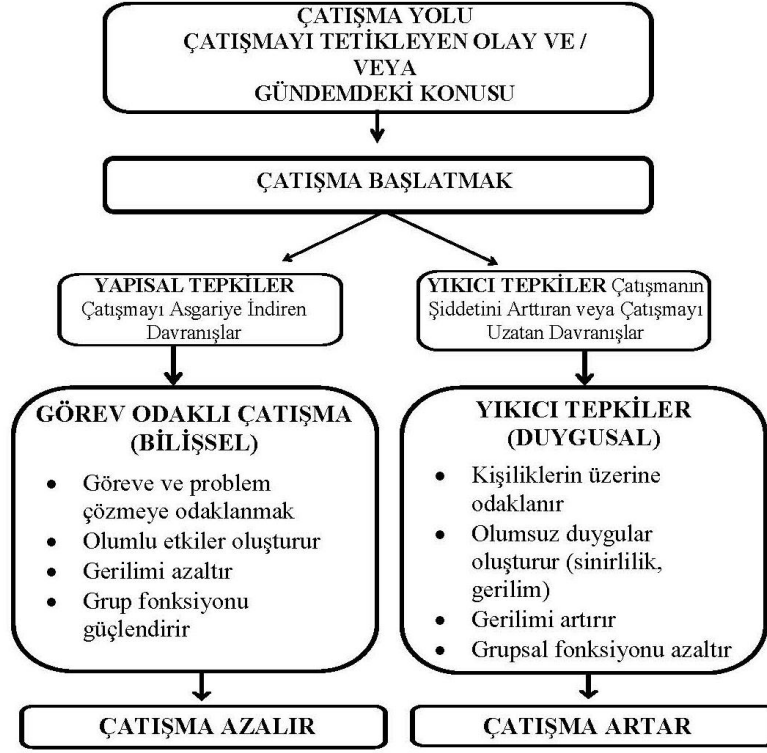 ÇATIŞMA YOLU
ÇATIŞMAYI TETİKLEYEN OLAY VE /
VEYA
GÜNDEMDEKİ KONUSU
ÇATIŞMA BAŞLATMAK
YAPISAL TEPKİLER
Çatışmayı Asgariye İndiren
Davranışlar
YIKICI TEPKİLER Çatışmanın
Şiddetini Arttıran veya Çatışmayı
Uzatan Davranışlar
GÖREV ODAKLI ÇATIŞMA
(BİLİŞSEL)
• Göreve ve problem
çözmeye odaklanmak
• Olumlu etkiler oluşturur
• Gerilimi azaltır
• Grup fonksiyonu
güçlendirir
YIKICI TEPKİLER
(DUYGUSAL)
• Kişiliklerin üzerine
odaklanır
• Olumsuz duygular
oluşturur (sinirlilik,
gerilim)
• Gerilimi artırır
• Grupsal fonksiyonu azaltır
ÇATIŞMA AZALIR
ÇATIŞMA ARTAR